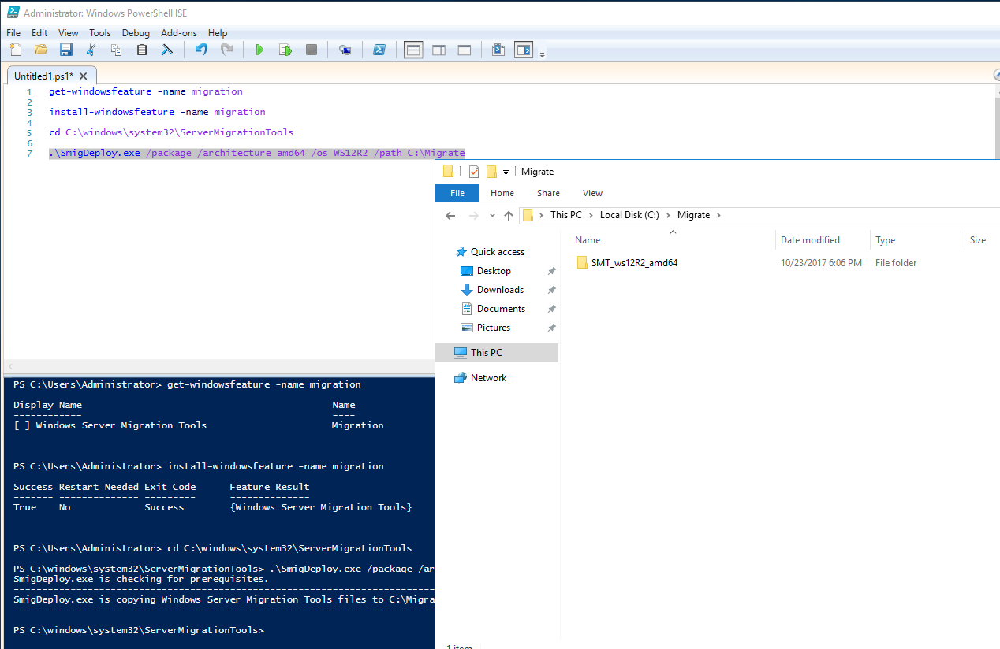 Administrator: Windows PowerShell ISE
File Edit View Tools Debug Add-ons Help
Untitled1.ps1*
1 get-windowsfeature -name migration
2
3 install-windowsfeature -name migration
4
5 cd C:\windows\system32\ServerMigrationTools
6
7 .\SmigDeploy.exe /package /architecture amd64 /os WS12R2 /path C:\Migrate
Migrate
File Home Share View
This PC Local Disk (C:) Migrate
Name Date modified Type Size
Quick access
SMT_ws12R2_amd64 10/23/2017 6:06 PM File folder
Desktop
Downloads
Documents
Pictures
This PC
Network
1 item
PS C:\Users\Administrator> get-windowsfeature -name migration
Display Name Name
------------ ----
[ ] Windows Server Migration Tools Migration
PS C:\Users\Administrator> install-windowsfeature -name migration
Success Restart Needed Exit Code Feature Result
------- -------------- --------- --------------
True No Success {Windows Server Migration Tools}
PS C:\Users\Administrator> cd C:\windows\system32\ServerMigrationTools
PS C:\windows\system32\ServerMigrationTools> .\SmigDeploy.exe /package /ar
SmigDeploy.exe is checking for prerequisites.
SmigDeploy.exe is copying Windows Server Migration Tools files to C:\Migra
PS C:\windows\system32\ServerMigrationTools>